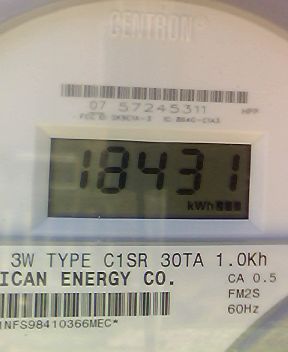 CENTRON
07 57245311
18431
kWh
3W TYPE C1SR 30TA 1.0Kh
ICAN ENERGY CO.
CA 0.5
FM2S
60Hz
1NFS98410366MEC*